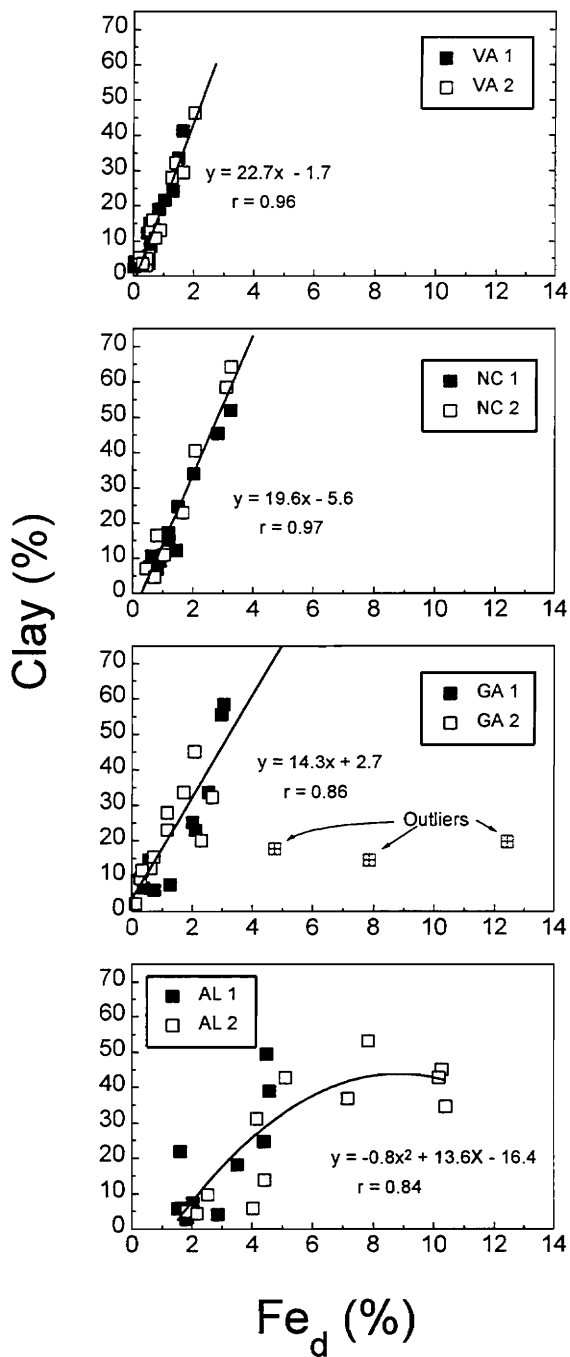 Clay (%)
70
60
50
40
30
20
10
0
VA 1
VA 2
y = 22.7x - 1.7
r = 0.96
0 2 4 6 8 10 12 14
70
60
50
40
30
20
10
0
NC 1
NC 2
y = 19.6x - 5.6
r = 0.97
0 2 4 6 8 10 12 14
70
60
50
40
30
20
10
0
GA 1
GA 2
y = 14.3x + 2.7
r = 0.86
Outliers
0 2 4 6 8 10 12 14
70
60
50
40
30
20
10
0
AL 1
AL 2
y = -0.8x² + 13.6X - 16.4
r = 0.84
0 2 4 6 8 10 12 14
Fed (%)